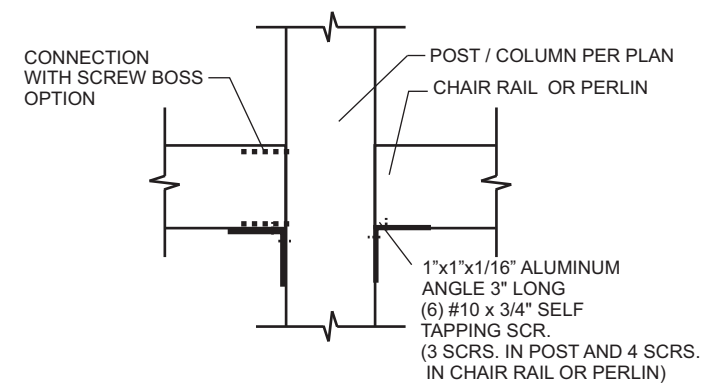 CONNECTION
WITH SCREW BOSS
OPTION
POST / COLUMN PER PLAN
CHAIR RAIL OR PERLIN
1”x1”x1/16” ALUMINUM
ANGLE 3" LONG
(6) #10 x 3/4" SELF
TAPPING SCR.
(3 SCRS. IN POST AND 4 SCRS.
IN CHAIR RAIL OR PERLIN)